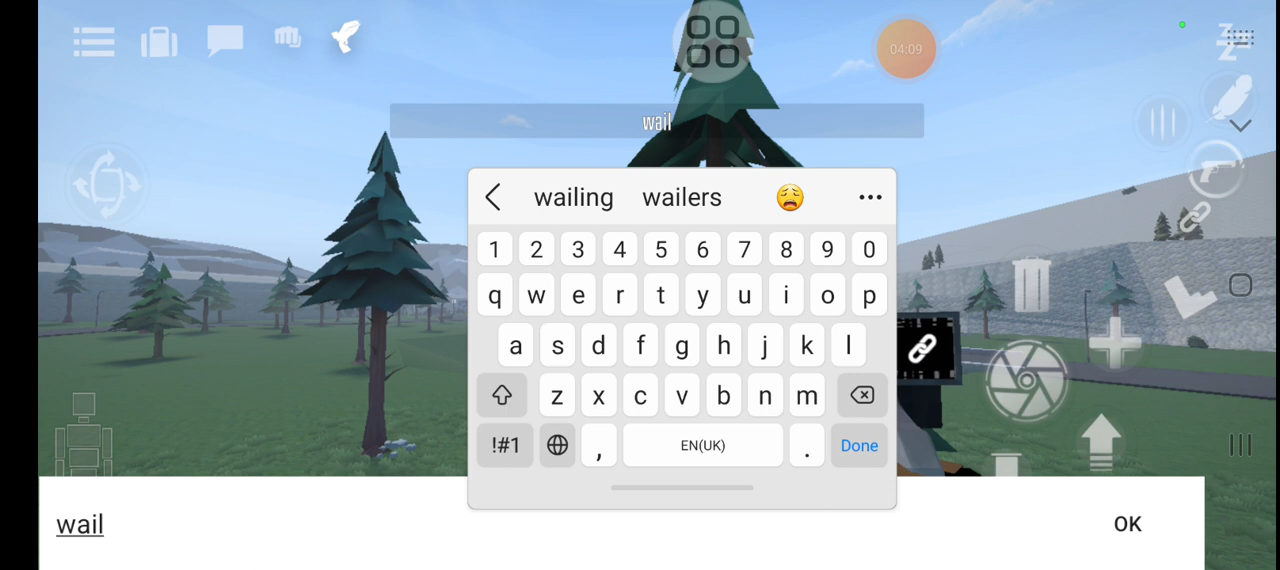 04:09
wail
wailing wailers
1 2 3 4 5 6 7 8 9 0
q w e r t y u i o p
a s d f g h j k l
z x c v b n m
!#1 , EN(UK) . Done
wail
OK